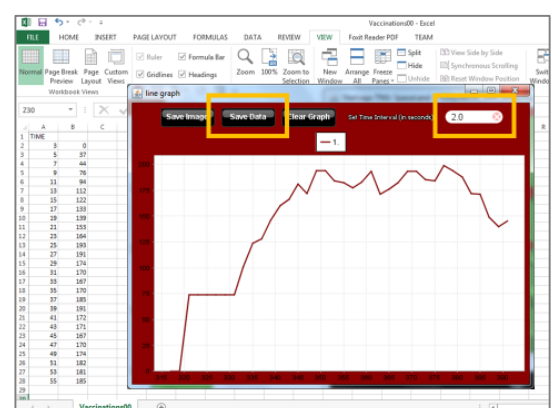 Vaccinations00 - Excel
FILE HOME INSERT PAGE LAYOUT FORMULAS DATA REVIEW VIEW Foxit Reader PDF TEAM
Normal Page Break Preview Page Layout Custom Views
Ruler Formula Bar
Gridlines Headings
Zoom 100% Zoom to Selection
New Window Arrange All Freeze Panes
Split
Hide
Unhide
View Side by Side
Synchronous Scrolling
Reset Window Position
Workbook Views
line graph
Save Image Save Data Clear Graph Set Time Interval (in seconds) 2.0
1.
Z30
A B C R
1 TIME
2 3 0
3 5 37
4 7 44
5 9 76
6 11 94
7 13 112
8 15 122
9 17 133
10 19 139
11 21 153
12 23 164
13 25 193
14 27 191
15 29 174
16 31 170
17 33 167
18 35 170
19 37 185
20 39 191
21 41 172
22 43 171
23 45 167
24 47 170
25 49 174
26 51 182
27 53 181
28 55 185
29
Vaccinations00